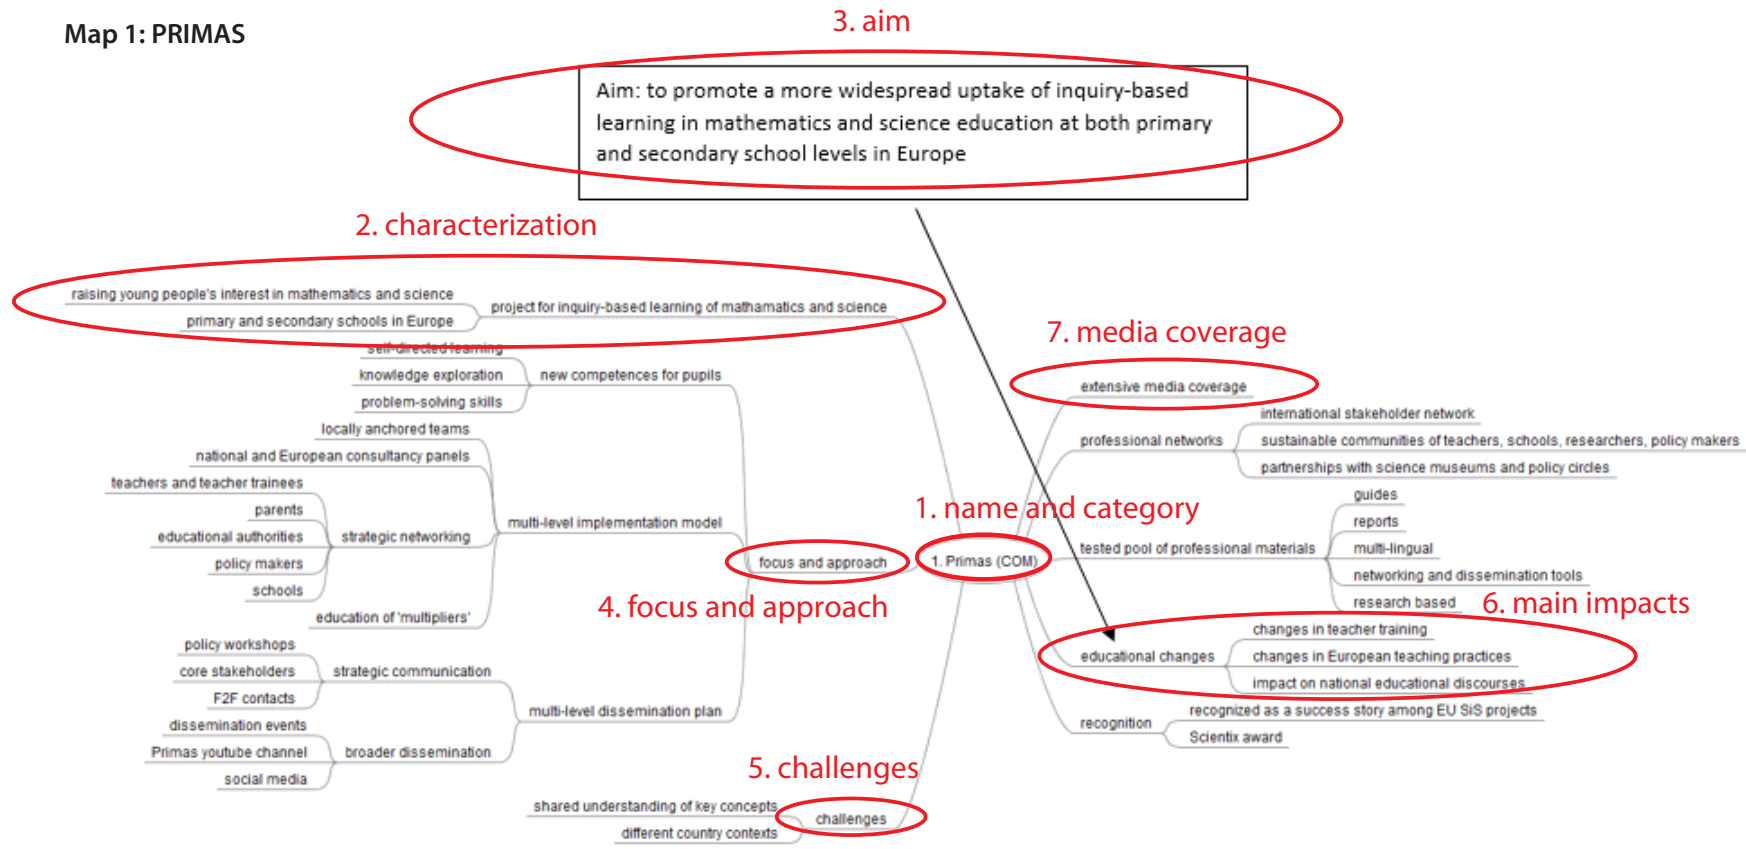 Map 1: PRIMAS
3. aim
Aim: to promote a more widespread uptake of inquiry-based
learning in mathematics and science education at both primary
and secondary school levels in Europe
2. characterization
raising young people's interest in mathematics and science
primary and secondary schools in Europe
project for inquiry-based learning of mathamatics and science
self-directed learning
knowledge exploration
problem-solving skills
new competences for pupils
locally anchored teams
national and European consultancy panels
teachers and teacher trainees
parents
educational authorities
policy makers
schools
strategic networking
education of 'multipliers'
multi-level implementation model
focus and approach
4. focus and approach
policy workshops
core stakeholders
F2F contacts
strategic communication
dissemination events
Primas youtube channel
social media
broader dissemination
multi-level dissemination plan
5. challenges
shared understanding of key concepts
different country contexts
challenges
1. name and category
1. Primas (COM)
7. media coverage
extensive media coverage
professional networks
international stakeholder network
sustainable communities of teachers, schools, researchers, policy makers
partnerships with science museums and policy circles
tested pool of professional materials
guides
reports
multi-lingual
networking and dissemination tools
research based
6. main impacts
educational changes
changes in teacher training
changes in European teaching practices
impact on national educational discourses
recognition
recognized as a success story among EU SiS projects
Scientix award